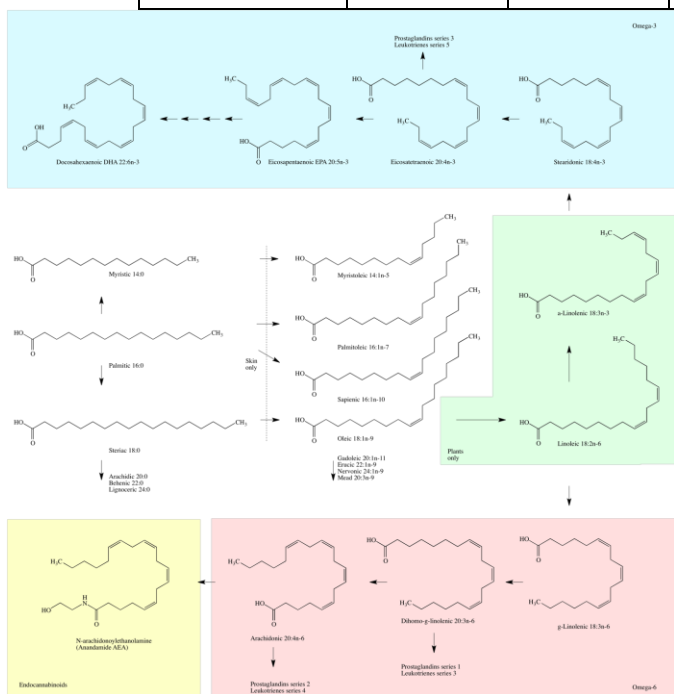 Omega-3
Prostaglandins series 3
Leukotrienes series 5
H₃C
OH
O
Docosahexaenoic DHA 22:6n-3
H₃C
HO
O
Eicosapentaenoic EPA 20:5n-3
HO
O
H₃C
Eicosatetraenoic 20:4n-3
HO
O
H₃C
Stearidonic 18:4n-3
HO
O
CH₃
Myristic 14:0
HO
O
CH₃
Myristoleic 14:1n-5
H₃C
HO
O
a-Linolenic 18:3n-3
HO
O
CH₃
Palmitic 16:0
HO
O
CH₃
Palmitoleic 16:1n-7
Skin
only
HO
O
CH₃
Sapienic 16:1n-10
HO
O
CH₃
Steriac 18:0
HO
O
CH₃
Oleic 18:1n-9
H₃C
HO
O
Linoleic 18:2n-6
Plants
only
Arachidic 20:0
Behenic 22:0
Lignoceric 24:0
Gadoleic 20:1n-11
Erucic 22:1n-9
Nervonic 24:1n-9
Mead 20:3n-9
H₃C
HO
H
N
O
N-arachidonoylethanolamine
(Anandamide AEA)
Endocannabinoids
H₃C
HO
O
Arachidonic 20:4n-6
HO
O
H₃C
Dihomo-g-linolenic 20:3n-6
HO
O
H₃C
g-Linolenic 18:3n-6
Prostaglandins series 1
Leukotrienes series 3
Prostaglandins series 2
Leukotrienes series 4
Omega-6